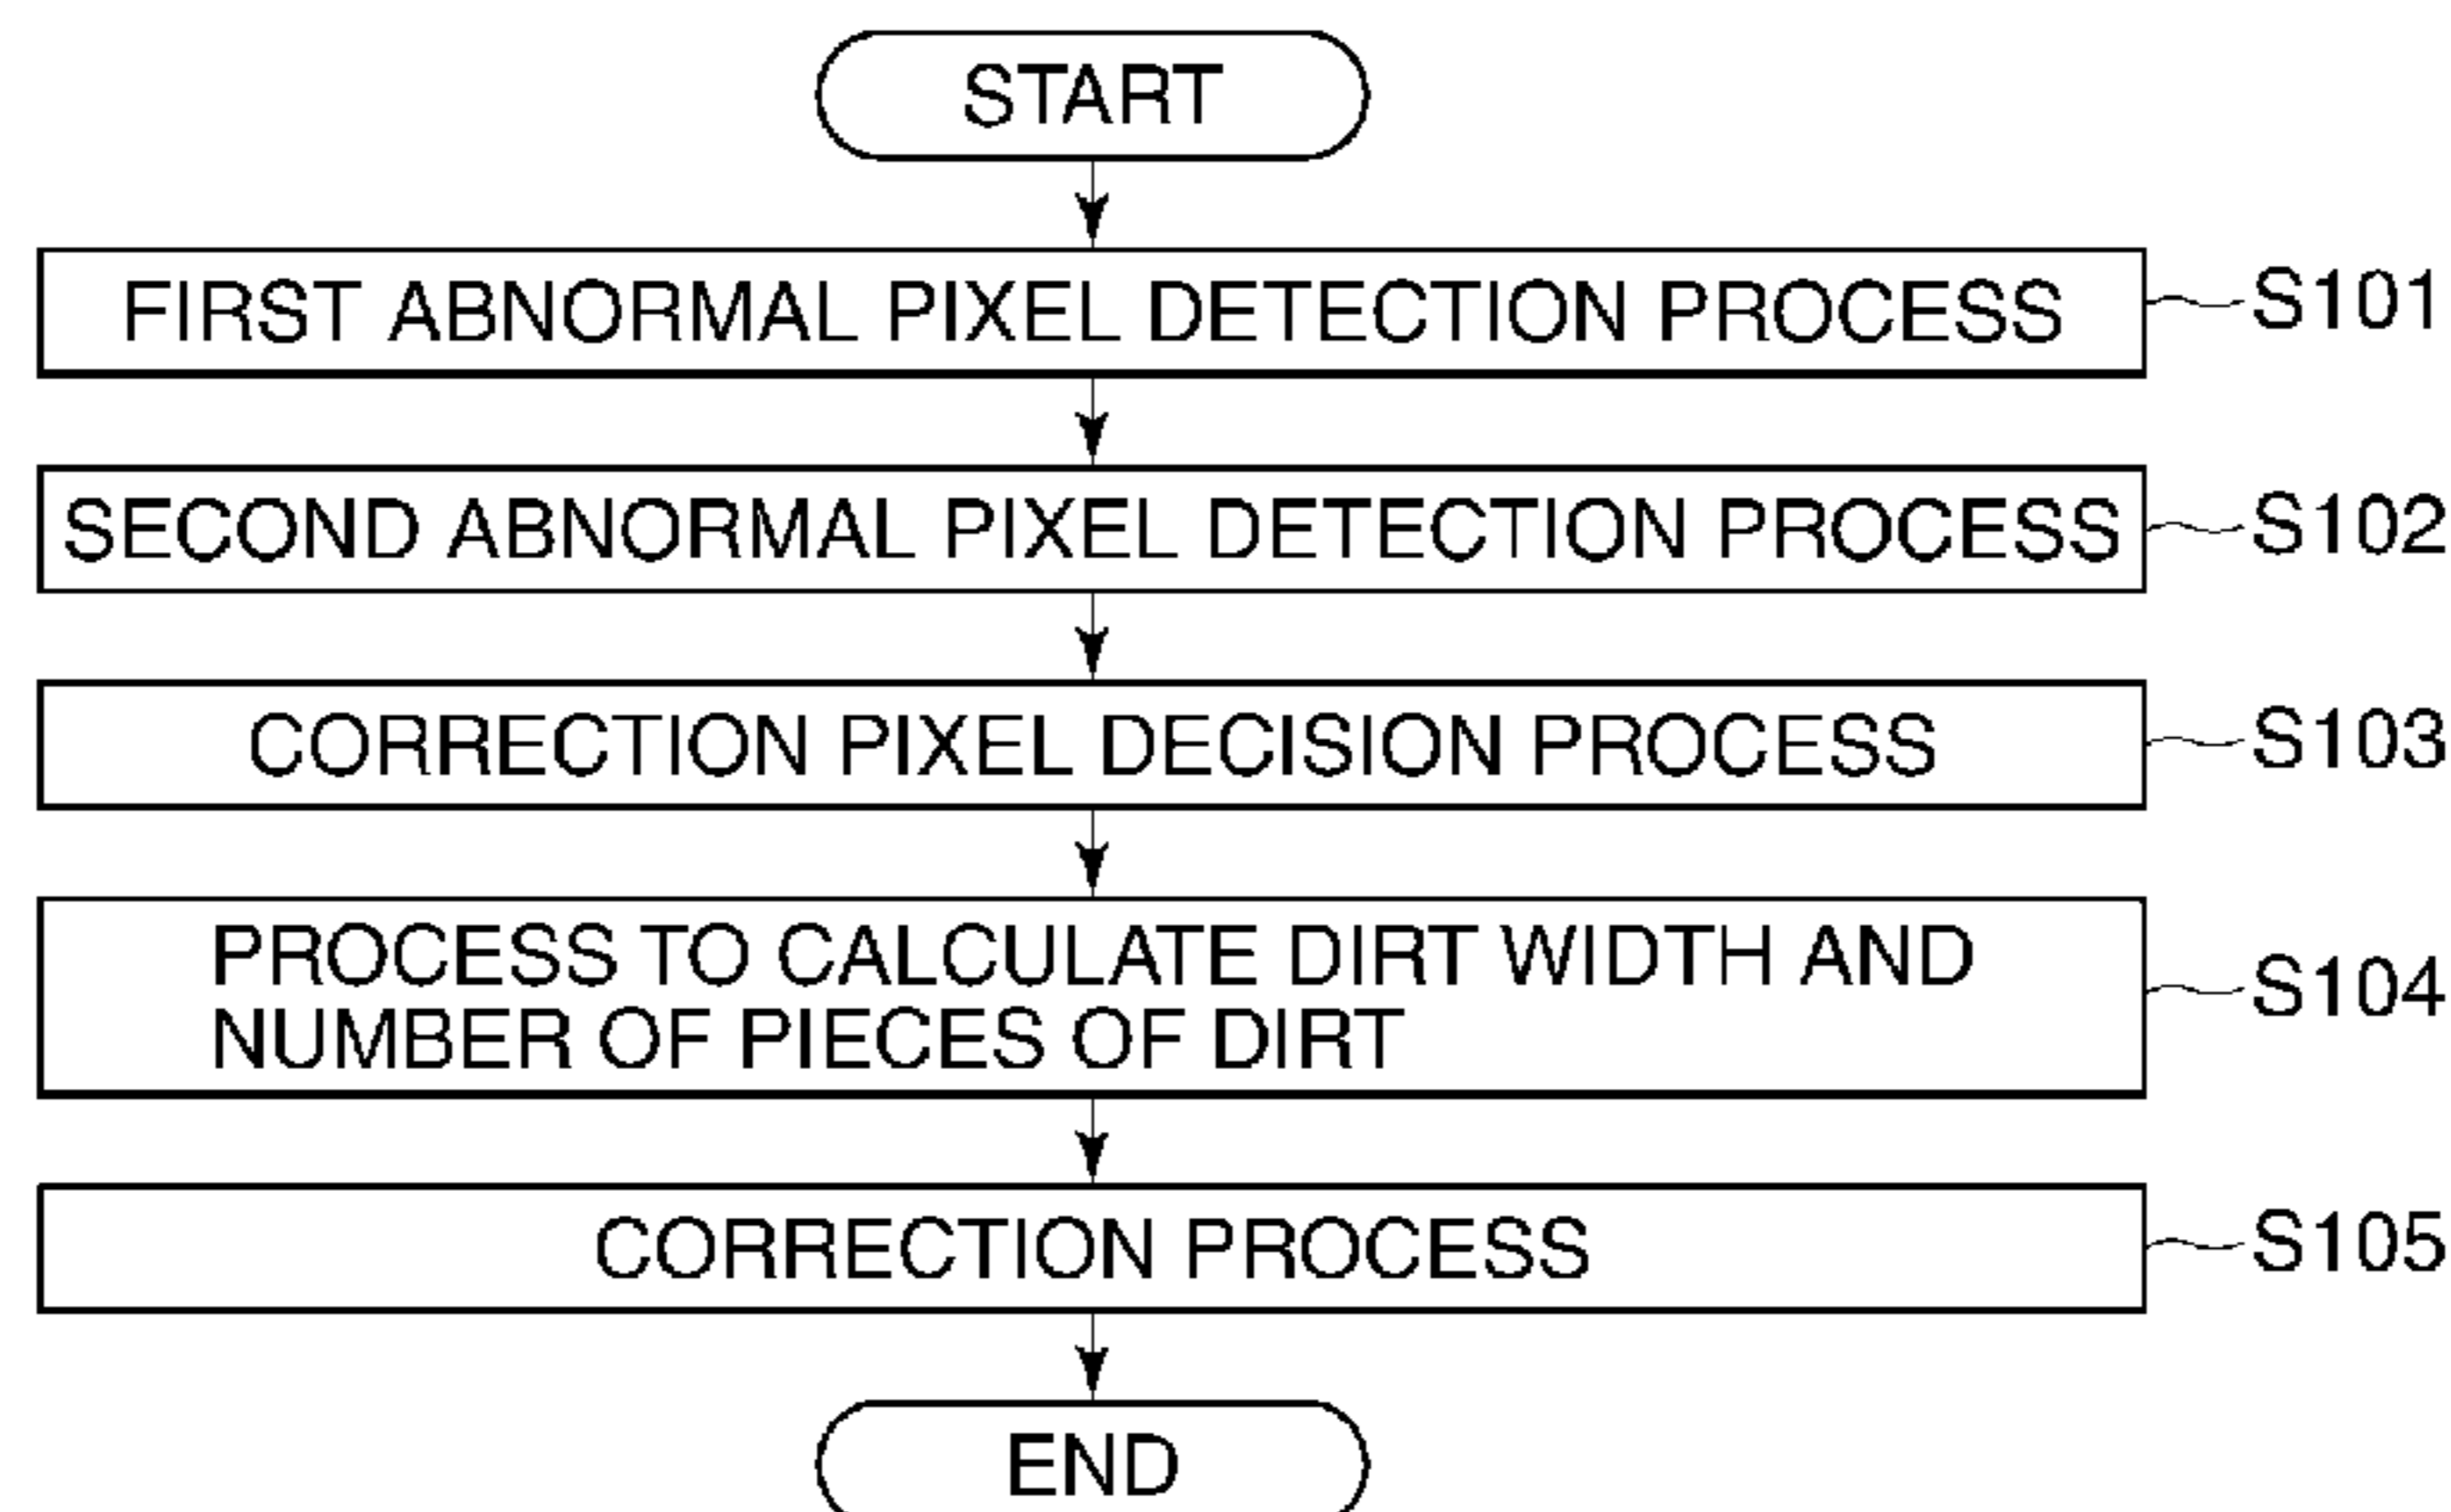 START
FIRST ABNORMAL PIXEL DETECTION PROCESS
S101
SECOND ABNORMAL PIXEL DETECTION PROCESS
S102
CORRECTION PIXEL DECISION PROCESS
S103
PROCESS TO CALCULATE DIRT WIDTH AND
NUMBER OF PIECES OF DIRT
S104
CORRECTION PROCESS
S105
END